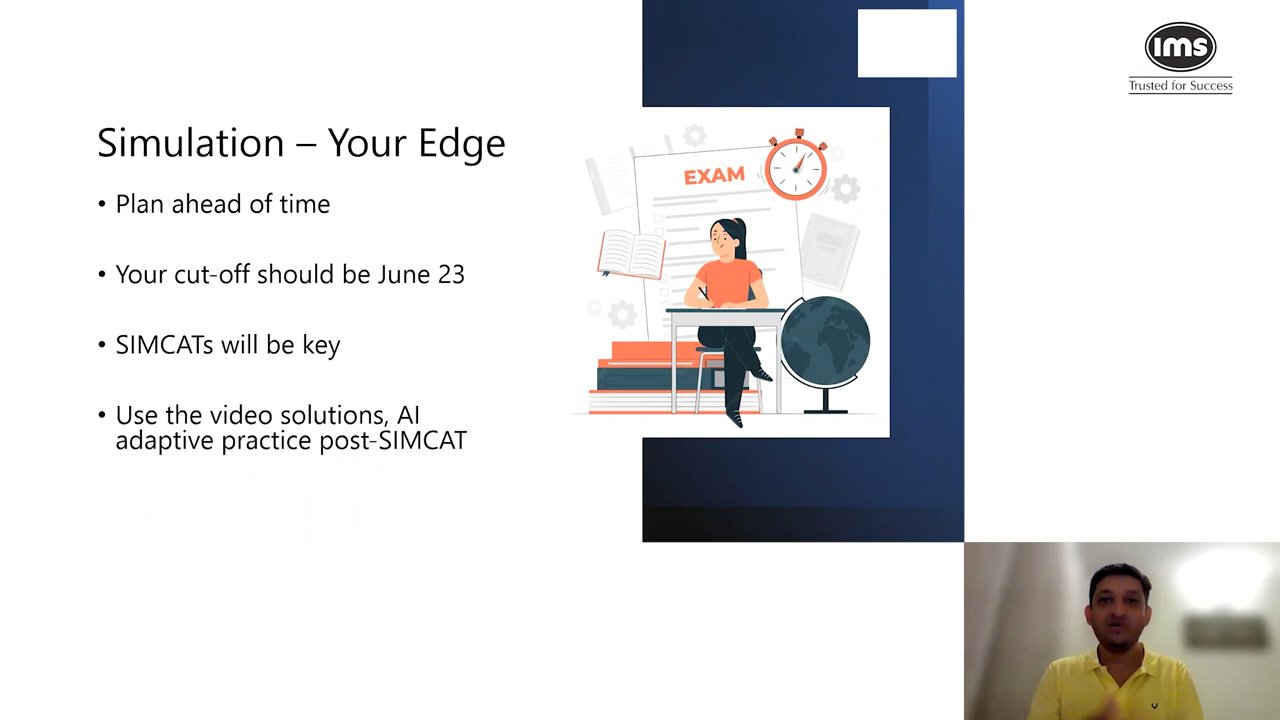 ims
Trusted for Success
Simulation – Your Edge
• Plan ahead of time
• Your cut-off should be June 23
• SIMCATs will be key
• Use the video solutions, AI
adaptive practice post-SIMCAT
EXAM